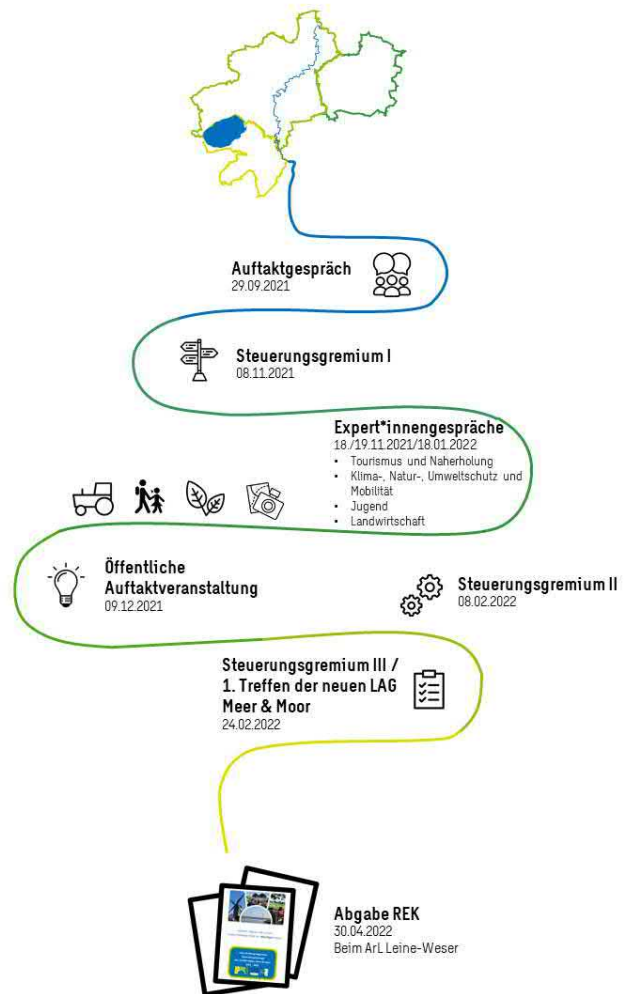 Auftaktgespräch
29.09.2021
Steuerungsgremium I
08.11.2021
Expert*innengespräche
18./19.11.2021/18.01.2022
• Tourismus und Naherholung
• Klima-, Natur-, Umweltschutz und
Mobilität
• Jugend
• Landwirtschaft
Öffentliche
Auftaktveranstaltung
09.12.2021
Steuerungsgremium II
08.02.2022
Steuerungsgremium III /
1. Treffen der neuen LAG
Meer & Moor
24.02.2022
Abgabe REK
30.04.2022
Beim ArL Leine-Weser